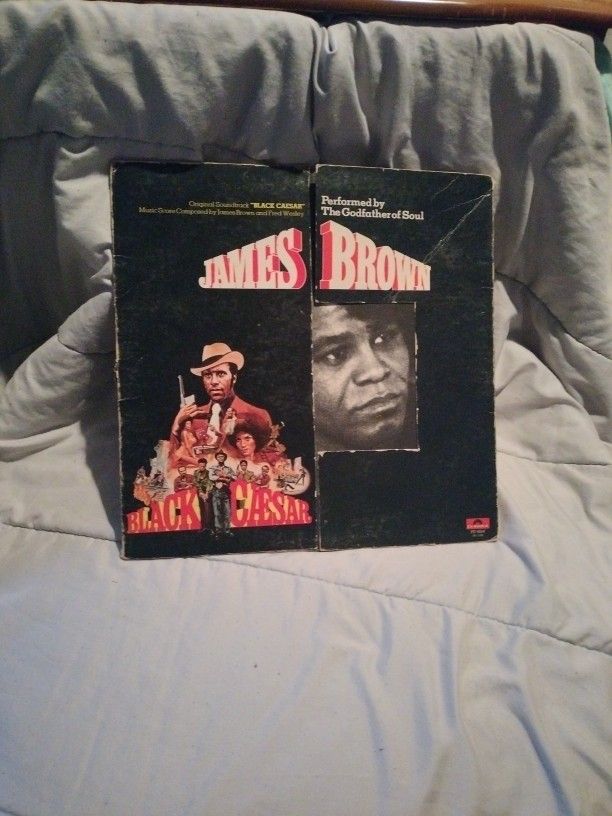 Original Soundtrack "BLACK CAESAR"
Music Score Composed by James Brown and Fred Wesley
Performed by
The Godfather of Soul
JAMES BROWN
BLACK CÆSAR